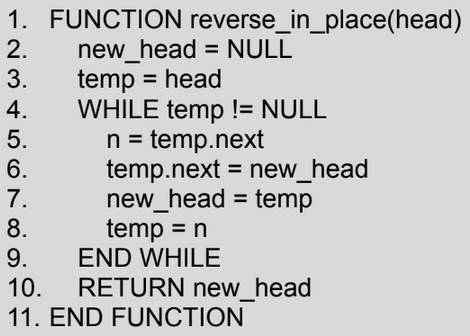 1. FUNCTION reverse_in_place(head)
2. new_head = NULL
3. temp = head
4. WHILE temp != NULL
5. n = temp.next
6. temp.next = new_head
7. new_head = temp
8. temp = n
9. END WHILE
10. RETURN new_head
11. END FUNCTION